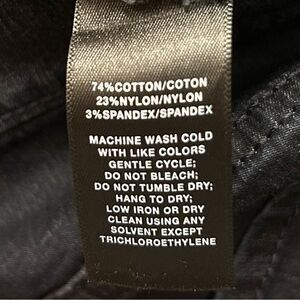 74%COTTON/COTON
23%NYLON/NYLON
3%SPANDEX/SPANDEX
MACHINE WASH COLD
WITH LIKE COLORS
GENTLE CYCLE;
DO NOT BLEACH;
DO NOT TUMBLE DRY;
HANG TO DRY;
LOW IRON OR DRY
CLEAN USING ANY
SOLVENT EXCEPT
TRICHLOROETHYLENE